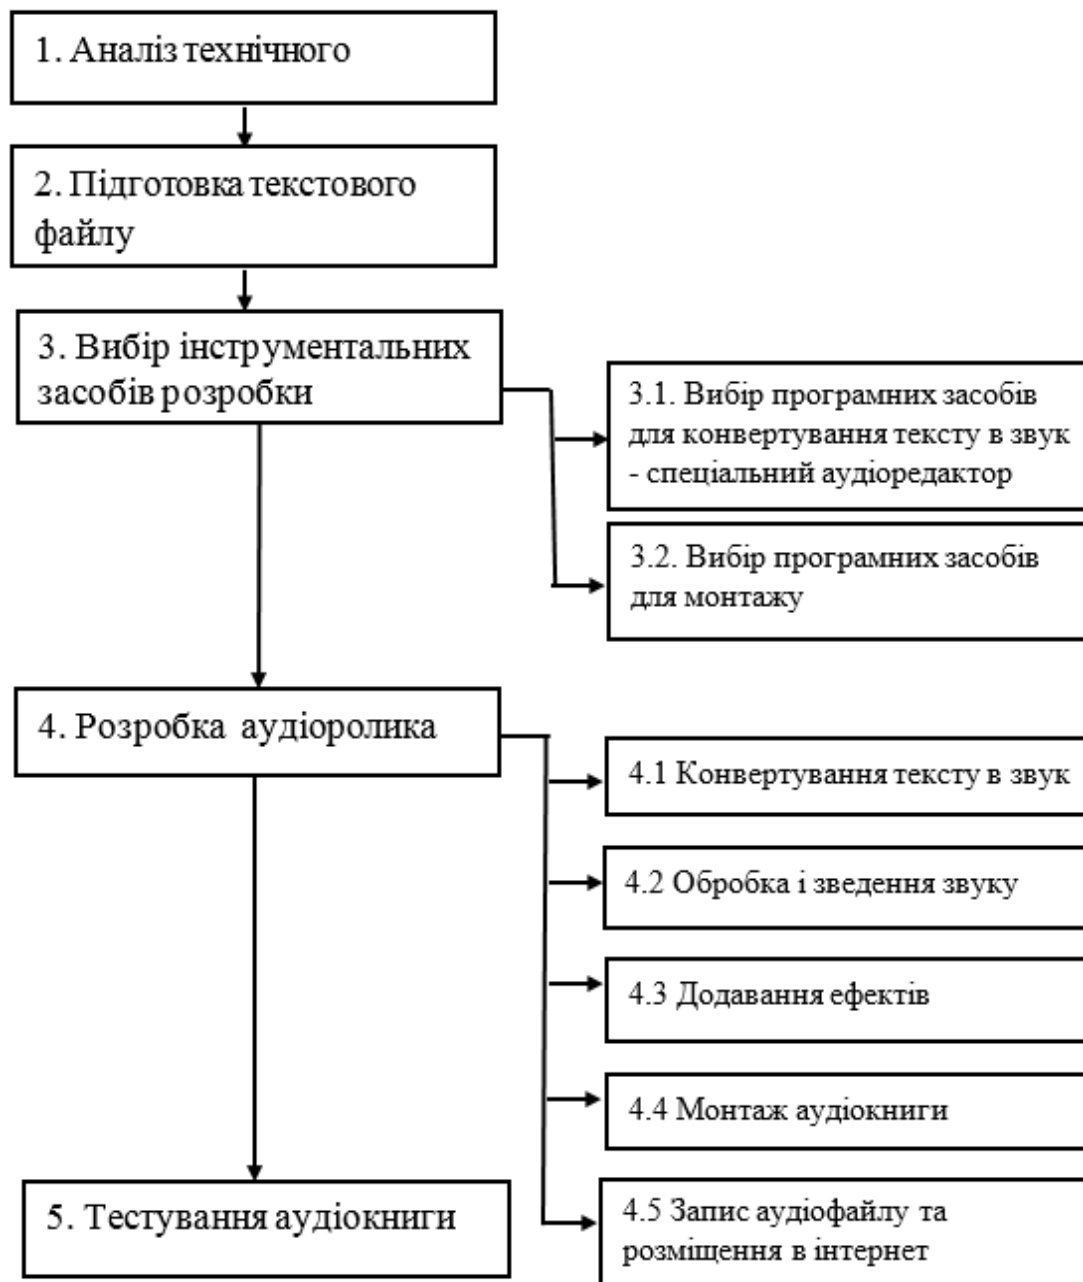 1. Аналіз технічного
2. Підготовка текстового
файлу
3. Вибір інструментальних
засобів розробки
3.1. Вибір програмних засобів
для конвертування тексту в звук
- спеціальний аудіоредактор
3.2. Вибір програмних засобів
для монтажу
4. Розробка аудіоролика
4.1 Конвертування тексту в звук
4.2 Обробка і зведення звуку
4.3 Додавання ефектів
4.4 Монтаж аудіокниги
4.5 Запис аудіофайлу та
розміщення в інтернет
5. Тестування аудіокниги